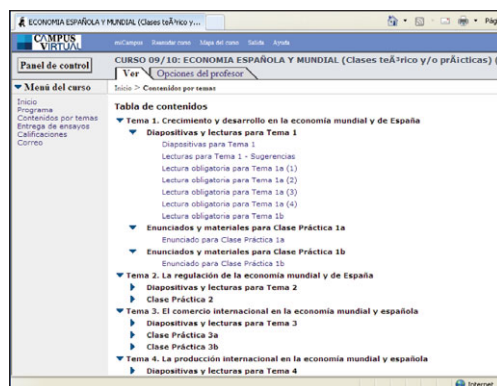 ECONOMIA ESPAÑOLA Y MUNDIAL (Clases teÃ³rico y...
Pág
CAMPUS VIRTUAL
miCampus Reanudar curso Mapa del curso Salida Ayuda
Panel de control
CURSO 09/10: ECONOMIA ESPAÑOLA Y MUNDIAL (Clases teÃ³rico y/o prÃ¡cticas) (
Ver Opciones del profesor
Menú del curso
Inicio > Contenidos por temas
Inicio
Programa
Contenidos por temas
Entrega de ensayos
Calificaciones
Correo
Tabla de contenidos
Tema 1. Crecimiento y desarrollo en la economía mundial y de España
Diapositivas y lecturas para Tema 1
Diapositivas para Tema 1
Lecturas para Tema 1 - Sugerencias
Lectura obligatoria para Tema 1a (1)
Lectura obligatoria para Tema 1a (2)
Lectura obligatoria para Tema 1a (3)
Lectura obligatoria para Tema 1a (4)
Lectura obligatoria para Tema 1b
Enunciados y materiales para Clase Práctica 1a
Enunciado para Clase Práctica 1a
Enunciados y materiales para Clase Práctica 1b
Enunciado para Clase Práctica 1b
Tema 2. La regulación de la economía mundial y de España
Diapositivas y lecturas para Tema 2
Clase Práctica 2
Tema 3. El comercio internacional en la economía mundial y española
Diapositivas y lecturas para Tema 3
Clase Práctica 3a
Clase Práctica 3b
Tema 4. La producción internacional en la economía mundial y española
Diapositivas y lecturas para Tema 4
Internet